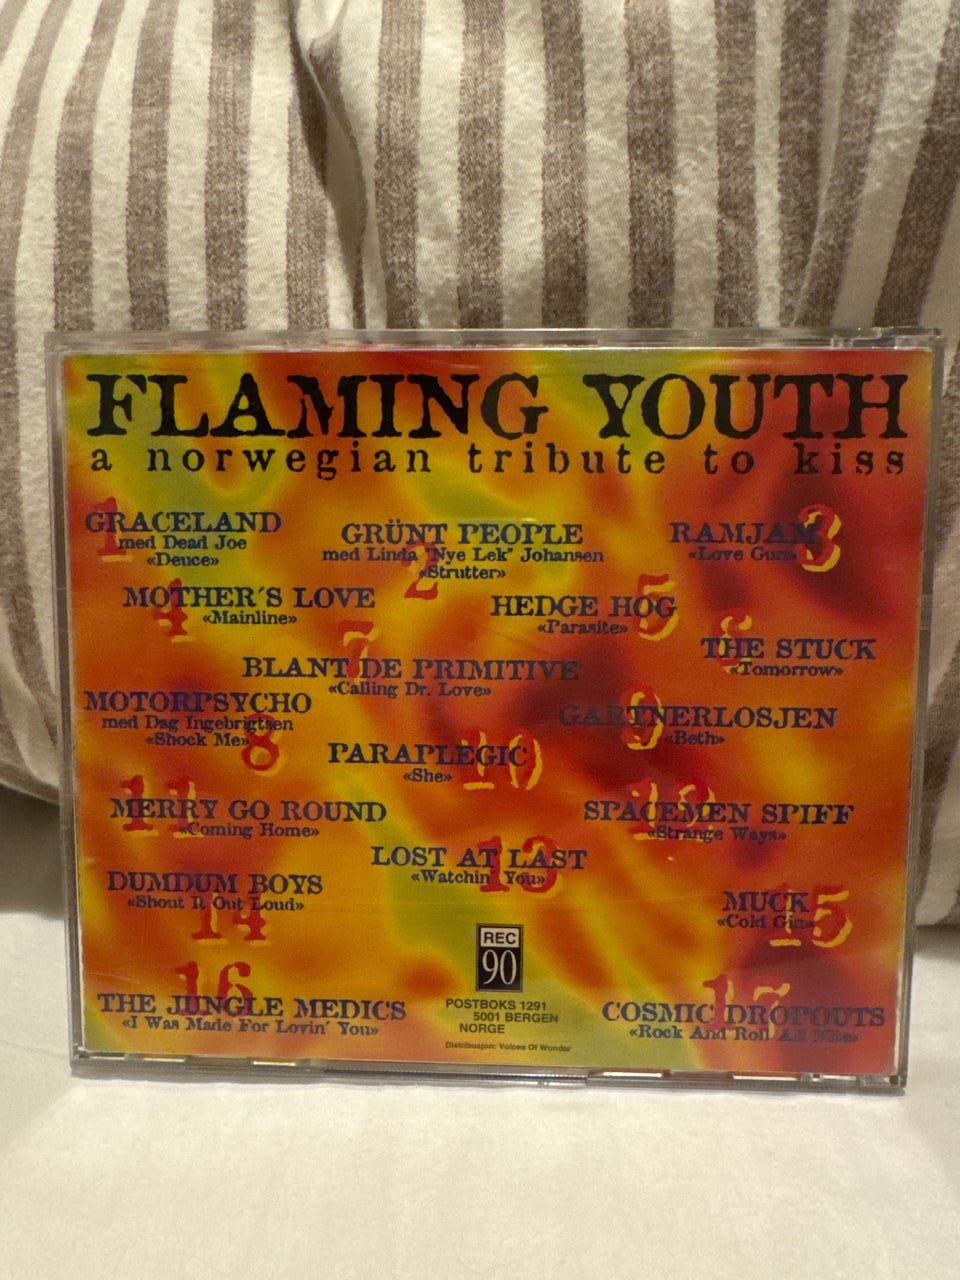 FLAMING YOUTH
a norwegian tribute to kiss
1
GRACELAND
med Dead Joe
«Deuce»
GRÜNT PEOPLE
med Linda "Nye Lek" Johansen
«Strutter»
2
RAMJAM
«Love Gun»
3
MOTHER´S LOVE
«Mainline»
4
HEDGE HOG
«Parasite»
5
6
THE STUCK
«Tomorrow»
7
BLANT DE PRIMITIVE
«Calling Dr. Love»
MOTORPSYCHO
med Dag Ingebrigtsen
«Shock Me»
8
GARTNERLOSJEN
«Beth»
9
PARAPLEGIC
«She»
10
11
MERRY GO ROUND
«Coming Home»
12
SPACEMEN SPIFF
«Strange Ways»
LOST AT LAST
«Watchin´ You»
13
DUMDUM BOYS
«Shout It Out Loud»
14
MUCK
«Cold Gin»
15
16
THE JUNGLE MEDICS
«I Was Made For Lovin´ You»
17
COSMIC DROPOUTS
«Rock And Roll All Nite»
REC
90
POSTBOKS 1291
5001 BERGEN
NORGE
Distribusjon: Voices Of Wonder